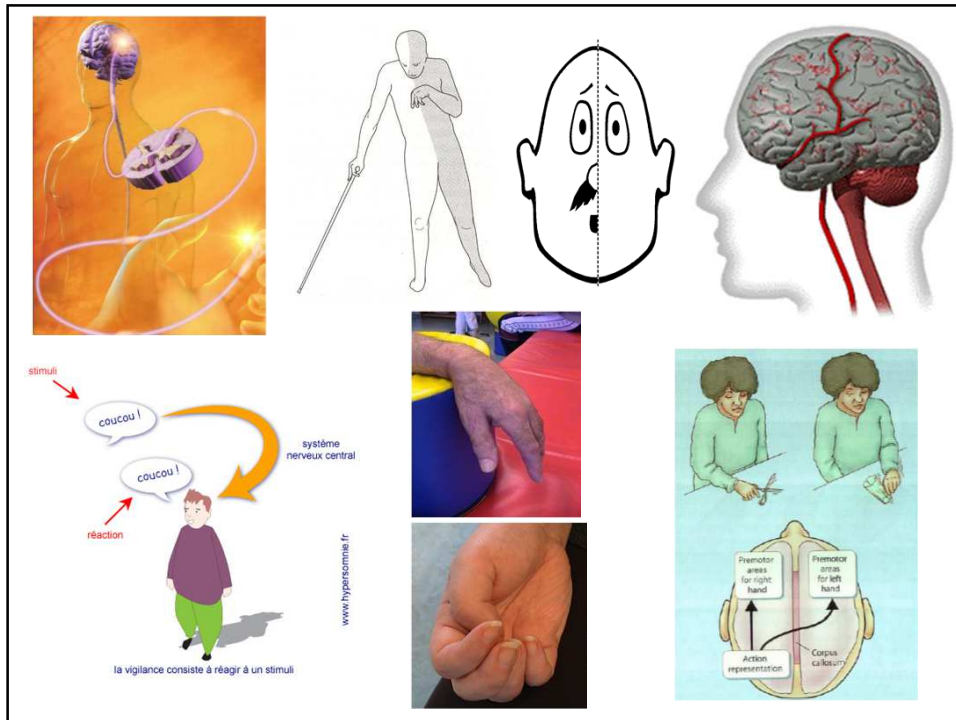 stimuli
coucou !
système
nerveux central
coucou !
réaction
www.hypersomnie.fr
la vigilance consiste à réagir à un stimuli
Premotor
areas
for right
hand
Premotor
areas
for left
hand
Action
representation
Corpus
callosum